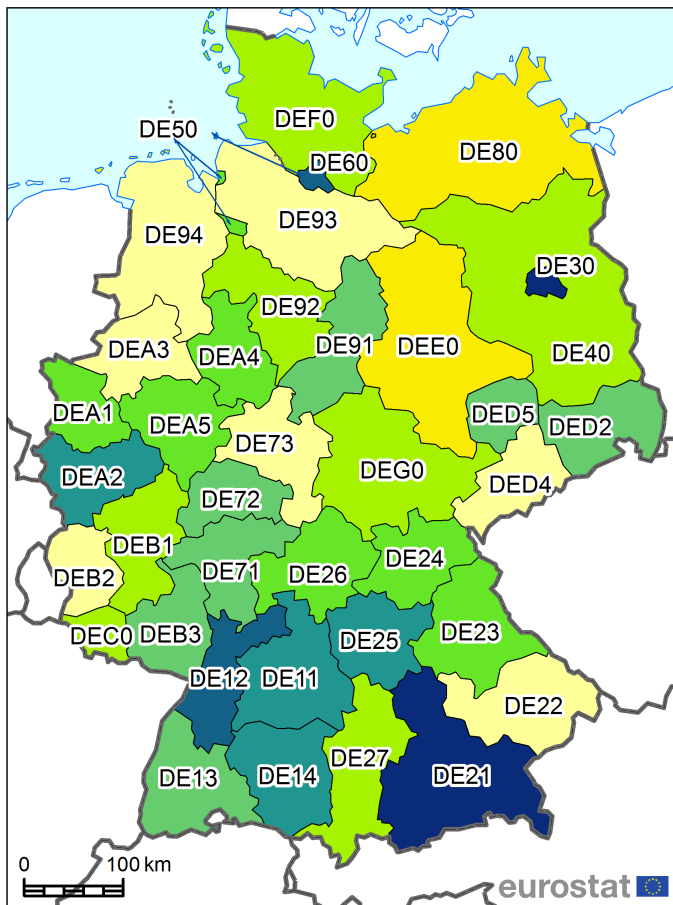 DE50
DEF0
DE60
DE80
DE94
DE93
DE30
DE92
DEA3
DEA4
DE91
DEE0
DE40
DEA1
DEA5
DE73
DED5
DED2
DEA2
DE72
DEG0
DED4
DEB1
DEB2
DE71
DE26
DE24
DEC0
DEB3
DE25
DE23
DE12
DE11
DE22
DE27
DE13
DE14
DE21
0 100 km
eurostat